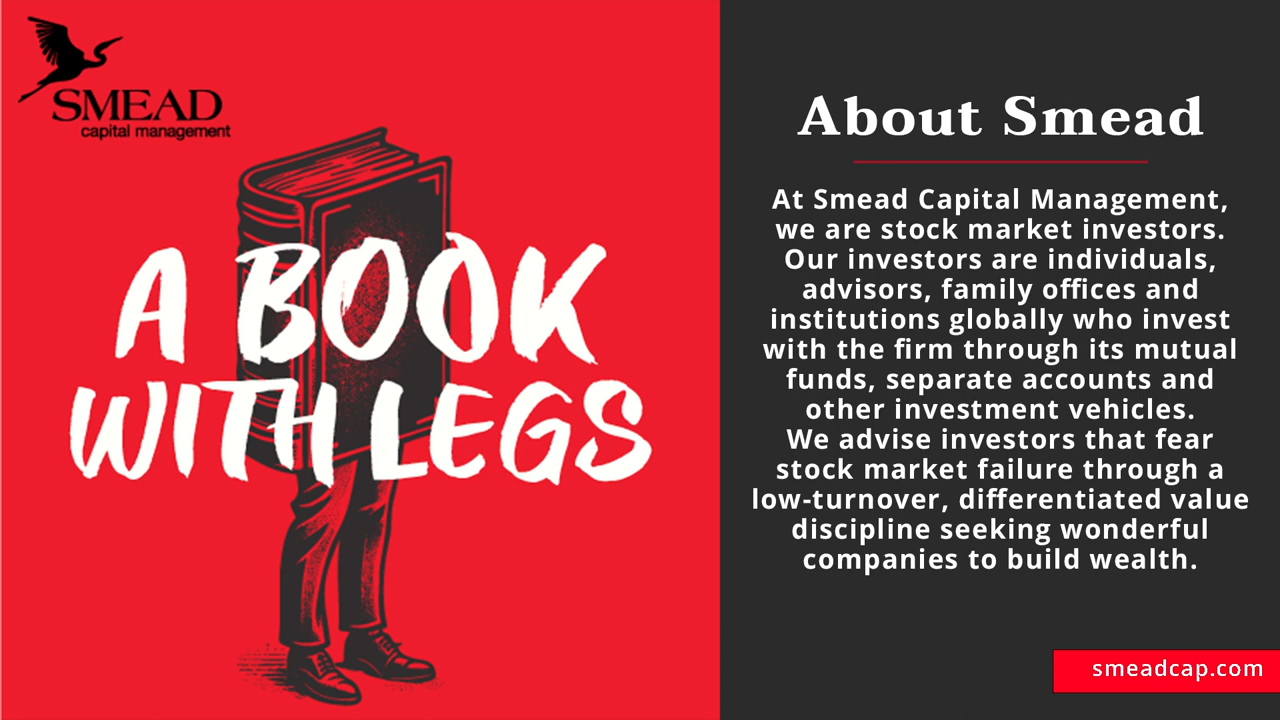 SMEAD
capital management
A BOOK
WITH LEGS
About Smead
At Smead Capital Management,
we are stock market investors.
Our investors are individuals,
advisors, family offices and
institutions globally who invest
with the firm through its mutual
funds, separate accounts and
other investment vehicles.
We advise investors that fear
stock market failure through a
low-turnover, differentiated value
discipline seeking wonderful
companies to build wealth.
smeadcap.com